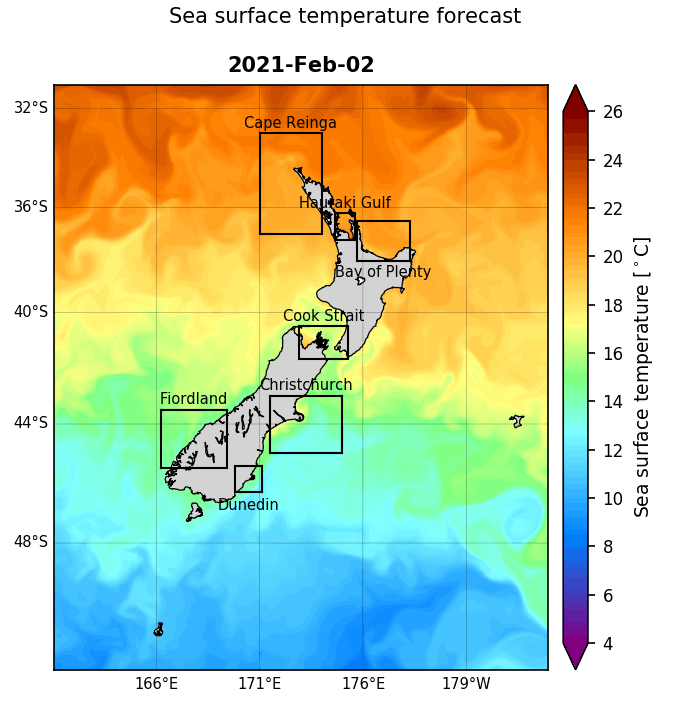 Sea surface temperature forecast
2021-Feb-02
32°S
36°S
40°S
44°S
48°S
Cape Reinga
Hauraki Gulf
Bay of Plenty
Cook Strait
Christchurch
Fiordland
Dunedin
166°E
171°E
176°E
179°W
26
24
22
20
18
16
14
12
10
8
6
4
Sea surface temperature [°C]